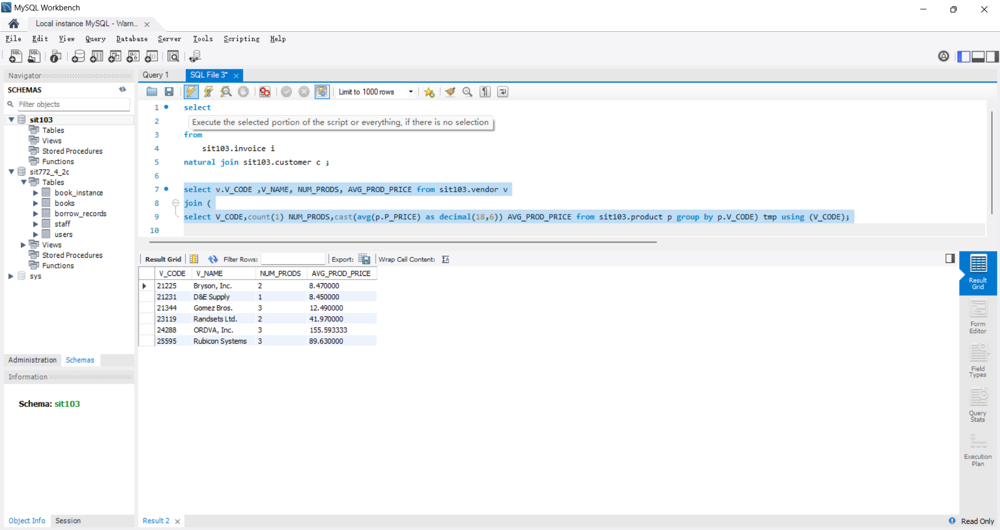 MySQL Workbench
Local instance MySQL - Warn...
File Edit View Query Database Server Tools Scripting Help
Navigator
Query 1
SQL File 3*
SCHEMAS
Limit to 1000 rows
Filter objects
sit103
Tables
Views
Stored Procedures
Functions
sit772_4_2c
Tables
book_instance
books
borrow_records
staff
users
Views
Stored Procedures
Functions
sys
Administration Schemas
Information
Schema: sit103
Object Info Session
1 select
2
Execute the selected portion of the script or everything, if there is no selection
3 from
4 sit103.invoice i
5 natural join sit103.customer c ;
6
7 select v.V_CODE ,V_NAME, NUM_PRODS, AVG_PROD_PRICE from sit103.vendor v
8 join (
9 select V_CODE,count(1) NUM_PRODS,cast(avg(p.P_PRICE) as decimal(18,6)) AVG_PROD_PRICE from sit103.product p group by p.V_CODE) tmp using (V_CODE);
10
Result Grid Filter Rows: Export: Wrap Cell Content:
V_CODE V_NAME NUM_PRODS AVG_PROD_PRICE
21225 Bryson, Inc. 2 8.470000
21231 D&E Supply 1 8.450000
21344 Gomez Bros. 3 12.490000
23119 Randsets Ltd. 2 41.970000
24288 ORDVA, Inc. 3 155.593333
25595 Rubicon Systems 3 89.630000
Result
Grid
Form
Editor
Field
Types
Query
Stats
Execution
Plan
Result 2
Read Only